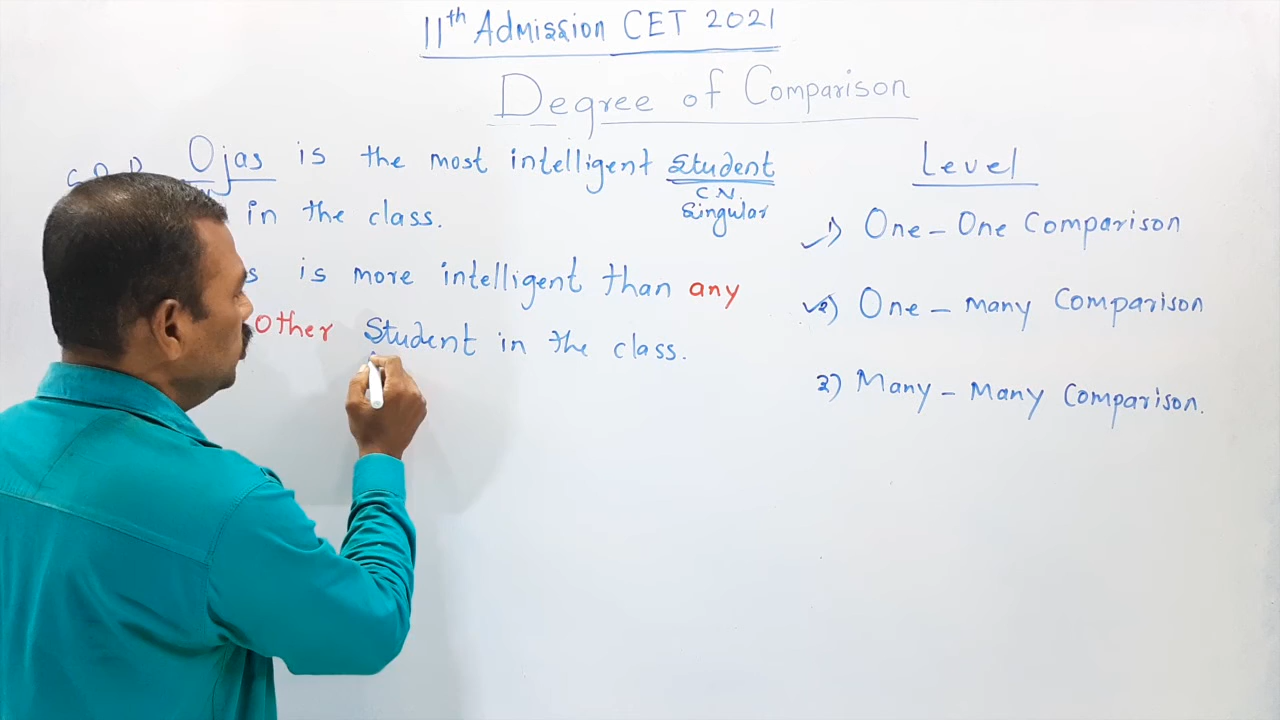 11th Admission CET 2021
Degree of Comparison
Ojas is the most intelligent student
C.N.
Singular
in the class.
s is more intelligent than any
other student in the class.
Level
1) One - One Comparison
2) One - many Comparison
3) Many - Many Comparison.